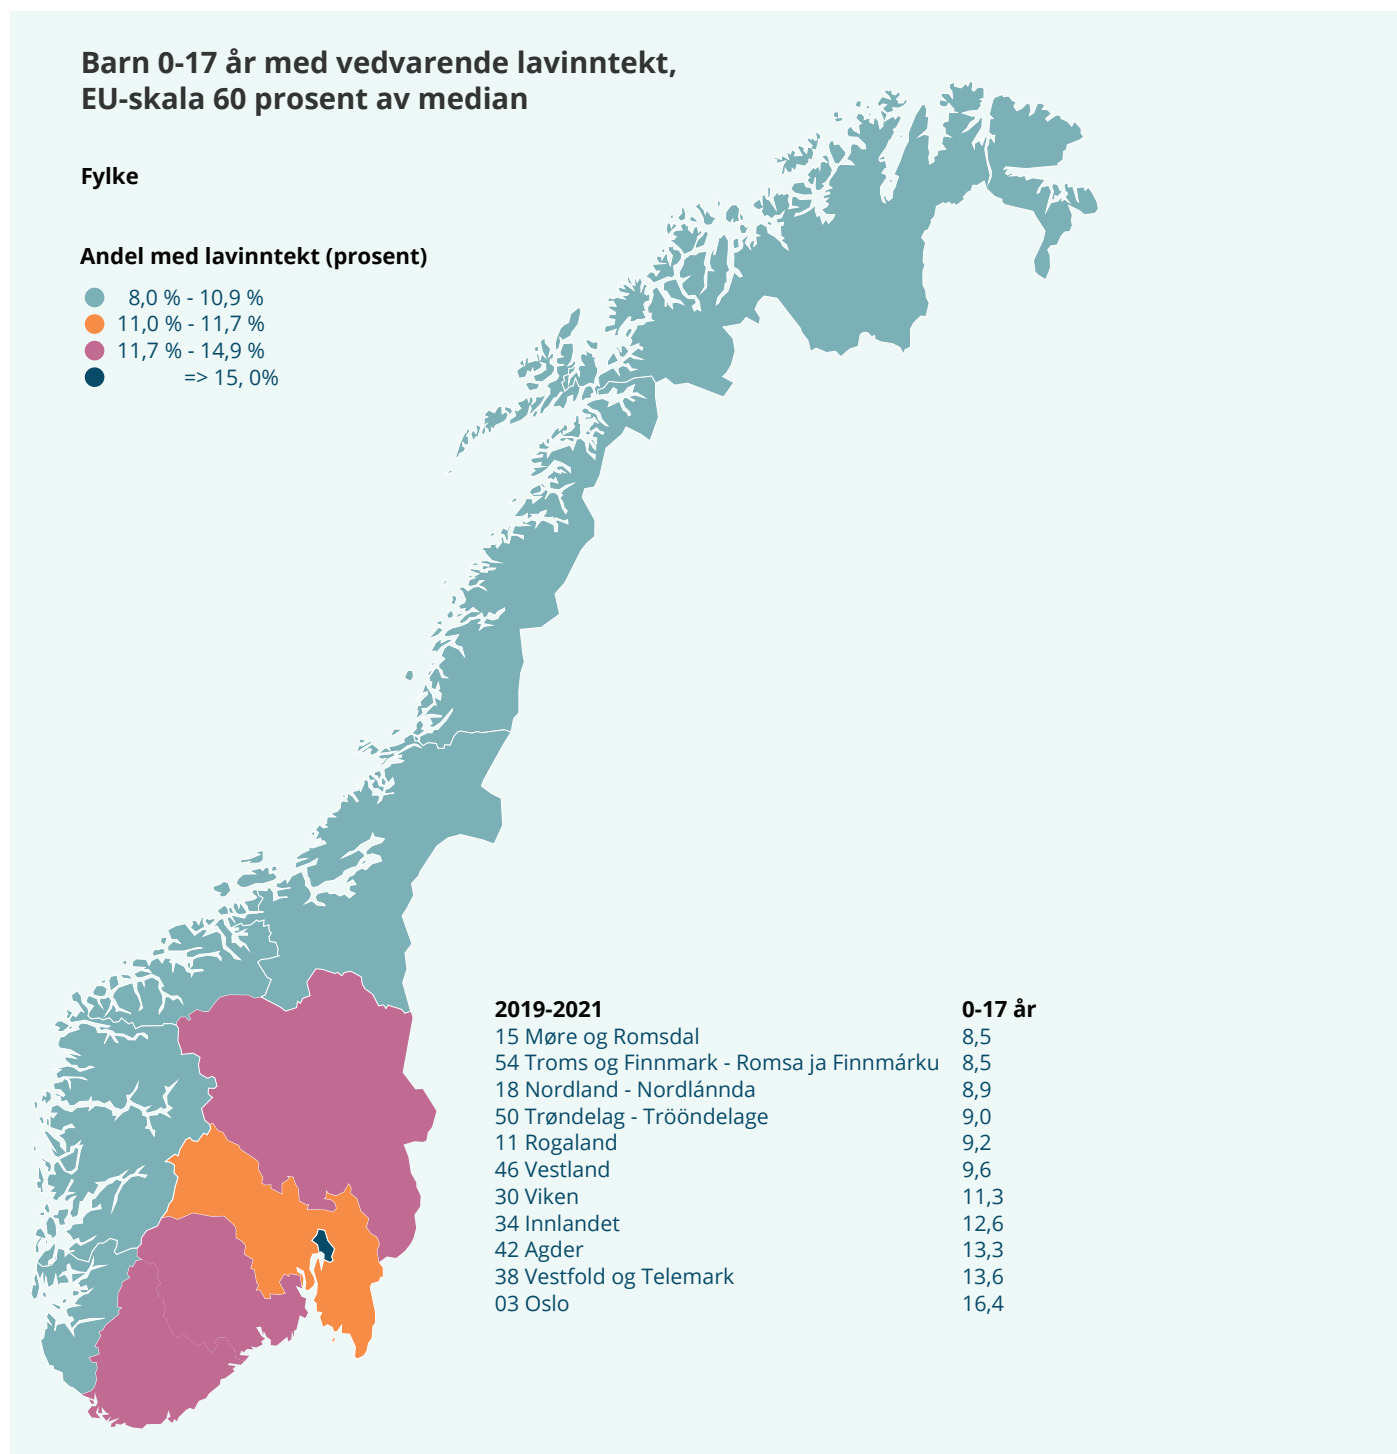 Barn 0-17 år med vedvarende lavinntekt,
EU-skala 60 prosent av median
Fylke
Andel med lavinntekt (prosent)
8,0 % - 10,9 %
11,0 % - 11,7 %
11,7 % - 14,9 %
=> 15, 0%
2019-2021 0-17 år
15 Møre og Romsdal 8,5
54 Troms og Finnmark - Romsa ja Finnmárku 8,5
18 Nordland - Nordlánnda 8,9
50 Trøndelag - Trööndelage 9,0
11 Rogaland 9,2
46 Vestland 9,6
30 Viken 11,3
34 Innlandet 12,6
42 Agder 13,3
38 Vestfold og Telemark 13,6
03 Oslo 16,4